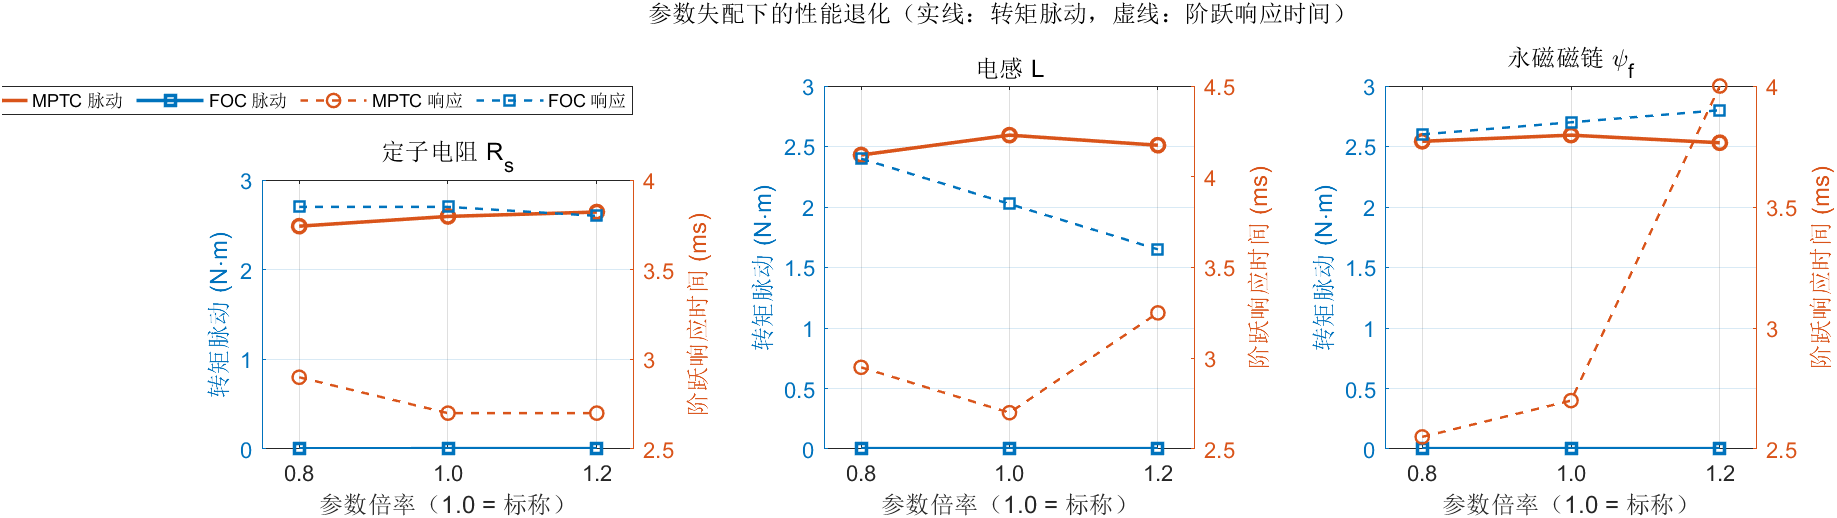 参数失配下的性能退化（实线：转矩脉动，虚线：阶跃响应时间）
MPTC 脉动 FOC 脉动 MPTC 响应 FOC 响应
定子电阻 Rs
3
2
1
0
转矩脉动 (N·m)
4
3.5
3
2.5
阶跃响应时间 (ms)
0.8 1.0 1.2
参数倍率（1.0 = 标称）
电感 L
3
2.5
2
1.5
1
0.5
0
转矩脉动 (N·m)
4.5
4
3.5
3
2.5
阶跃响应时间 (ms)
0.8 1.0 1.2
参数倍率（1.0 = 标称）
永磁磁链 ψf
3
2.5
2
1.5
1
0.5
0
转矩脉动 (N·m)
4
3.5
3
2.5
阶跃响应时间 (ms)
0.8 1.0 1.2
参数倍率（1.0 = 标称）